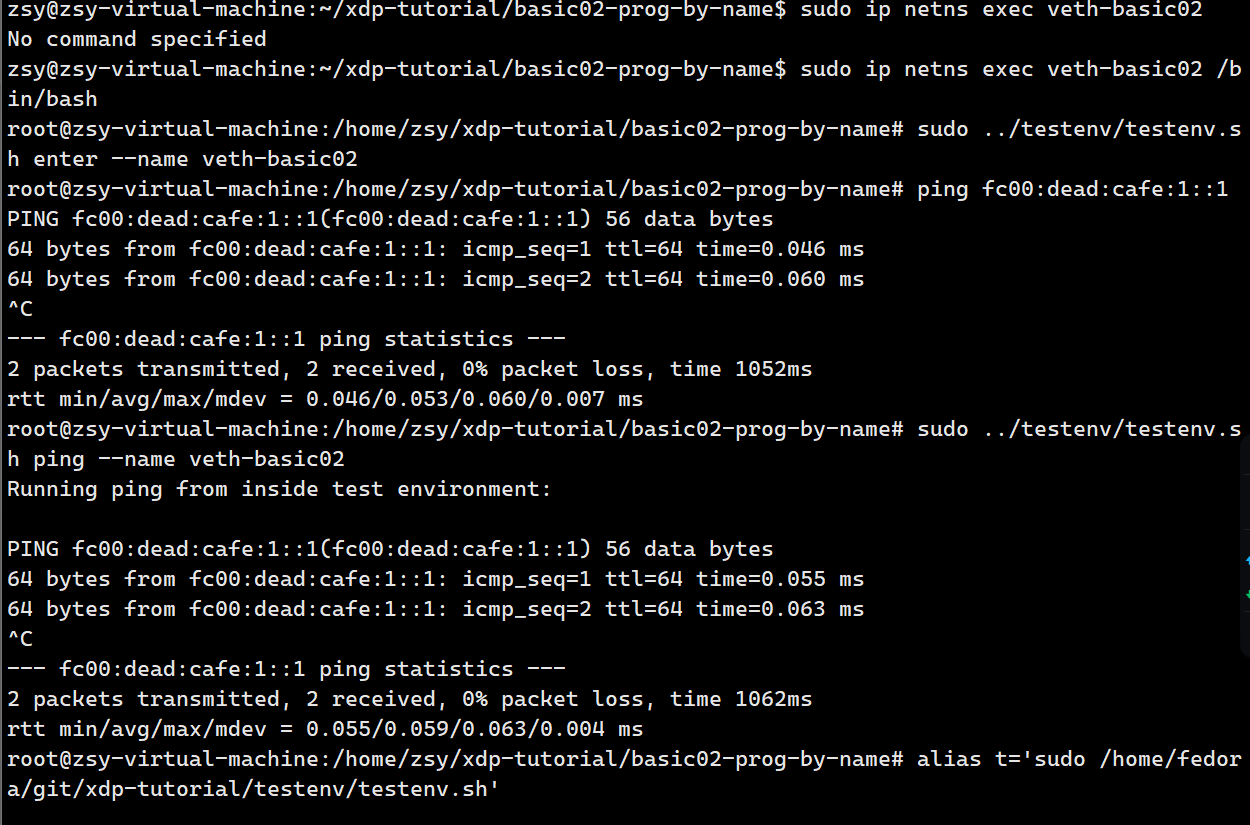 zsy@zsy-virtual-machine:~/xdp-tutorial/basic02-prog-by-name$ sudo ip netns exec veth-basic02
No command specified
zsy@zsy-virtual-machine:~/xdp-tutorial/basic02-prog-by-name$ sudo ip netns exec veth-basic02 /b
in/bash
root@zsy-virtual-machine:/home/zsy/xdp-tutorial/basic02-prog-by-name# sudo ../testenv/testenv.s
h enter --name veth-basic02
root@zsy-virtual-machine:/home/zsy/xdp-tutorial/basic02-prog-by-name# ping fc00:dead:cafe:1::1
PING fc00:dead:cafe:1::1(fc00:dead:cafe:1::1) 56 data bytes
64 bytes from fc00:dead:cafe:1::1: icmp_seq=1 ttl=64 time=0.046 ms
64 bytes from fc00:dead:cafe:1::1: icmp_seq=2 ttl=64 time=0.060 ms
^C
--- fc00:dead:cafe:1::1 ping statistics ---
2 packets transmitted, 2 received, 0% packet loss, time 1052ms
rtt min/avg/max/mdev = 0.046/0.053/0.060/0.007 ms
root@zsy-virtual-machine:/home/zsy/xdp-tutorial/basic02-prog-by-name# sudo ../testenv/testenv.s
h ping --name veth-basic02
Running ping from inside test environment:
PING fc00:dead:cafe:1::1(fc00:dead:cafe:1::1) 56 data bytes
64 bytes from fc00:dead:cafe:1::1: icmp_seq=1 ttl=64 time=0.055 ms
64 bytes from fc00:dead:cafe:1::1: icmp_seq=2 ttl=64 time=0.063 ms
^C
--- fc00:dead:cafe:1::1 ping statistics ---
2 packets transmitted, 2 received, 0% packet loss, time 1062ms
rtt min/avg/max/mdev = 0.055/0.059/0.063/0.004 ms
root@zsy-virtual-machine:/home/zsy/xdp-tutorial/basic02-prog-by-name# alias t='sudo /home/fedor
a/git/xdp-tutorial/testenv/testenv.sh'